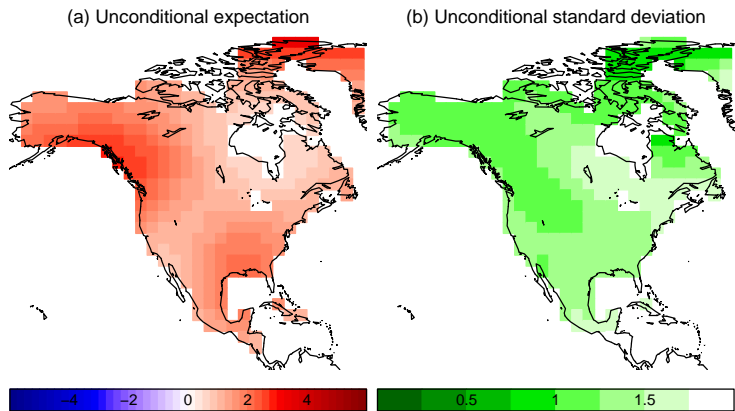 (a) Unconditional expectation
(b) Unconditional standard deviation
−4 −2 0 2 4
0.5 1 1.5